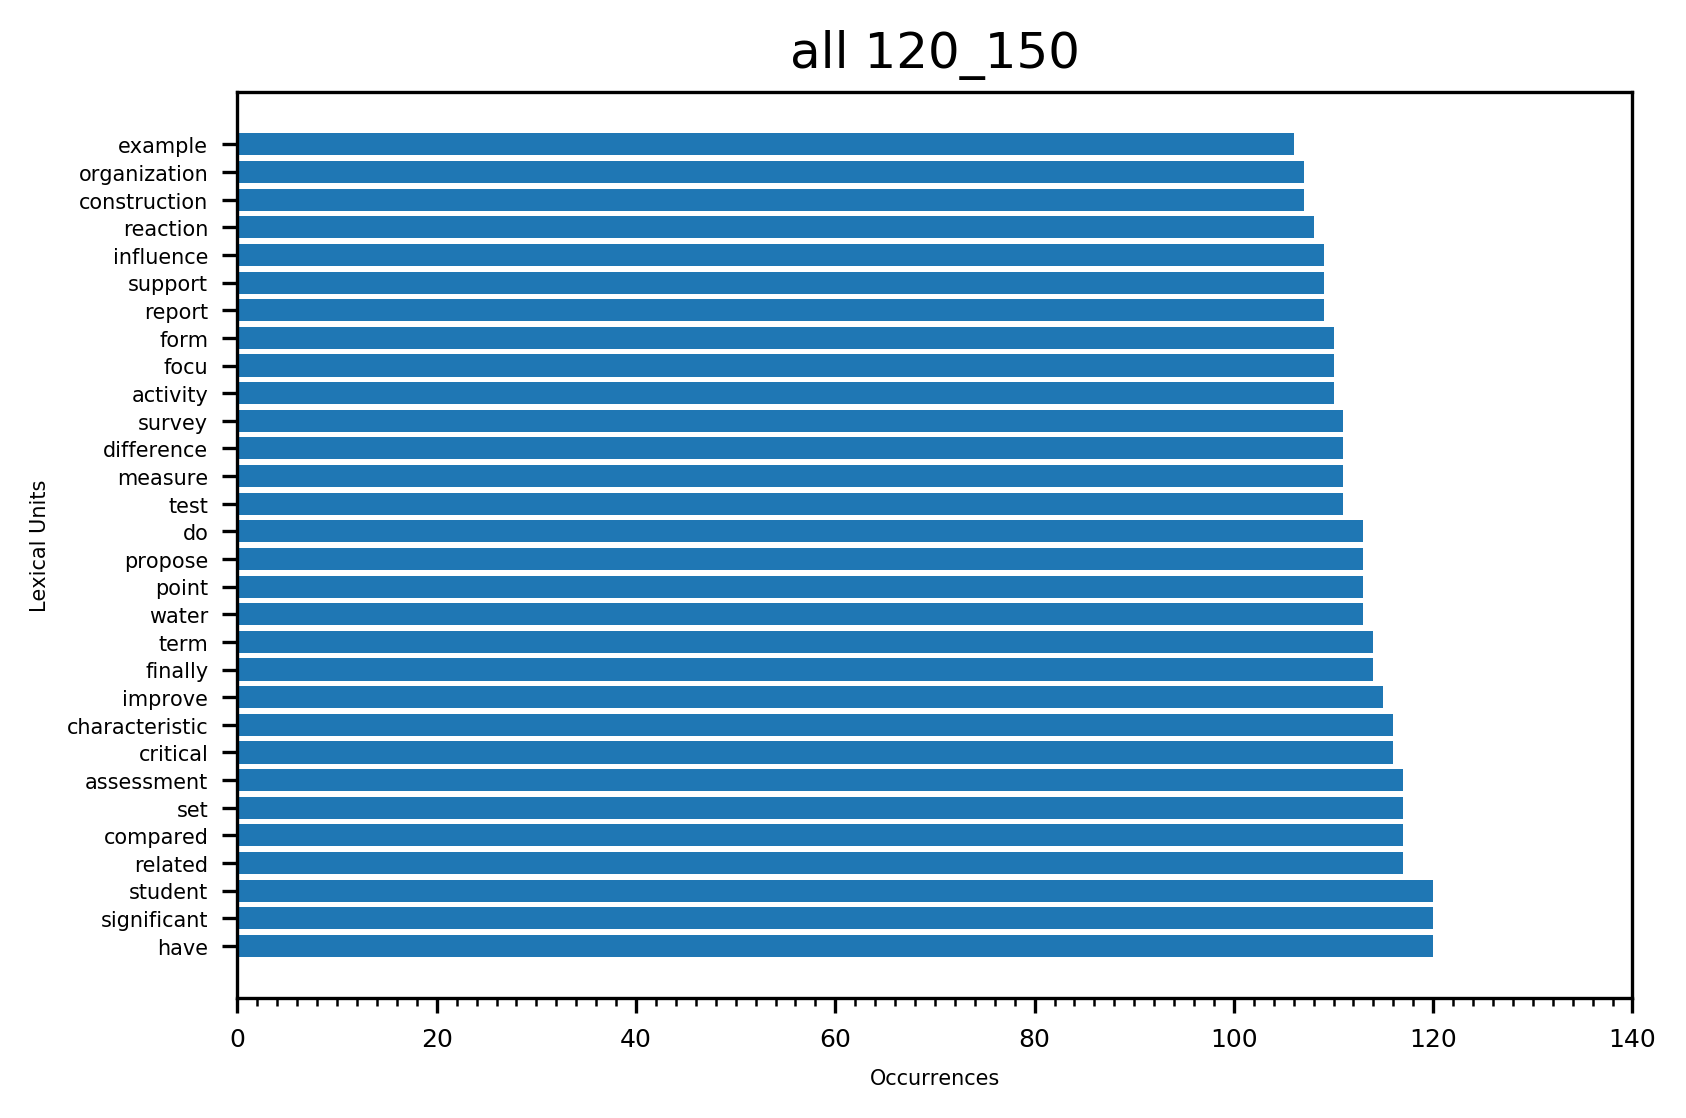 all 120_150
example
organization
construction
reaction
influence
support
report
form
focu
activity
survey
difference
measure
test
do
propose
point
water
term
finally
improve
characteristic
critical
assessment
set
compared
related
student
significant
have
Lexical Units
0 20 40 60 80 100 120 140
Occurrences